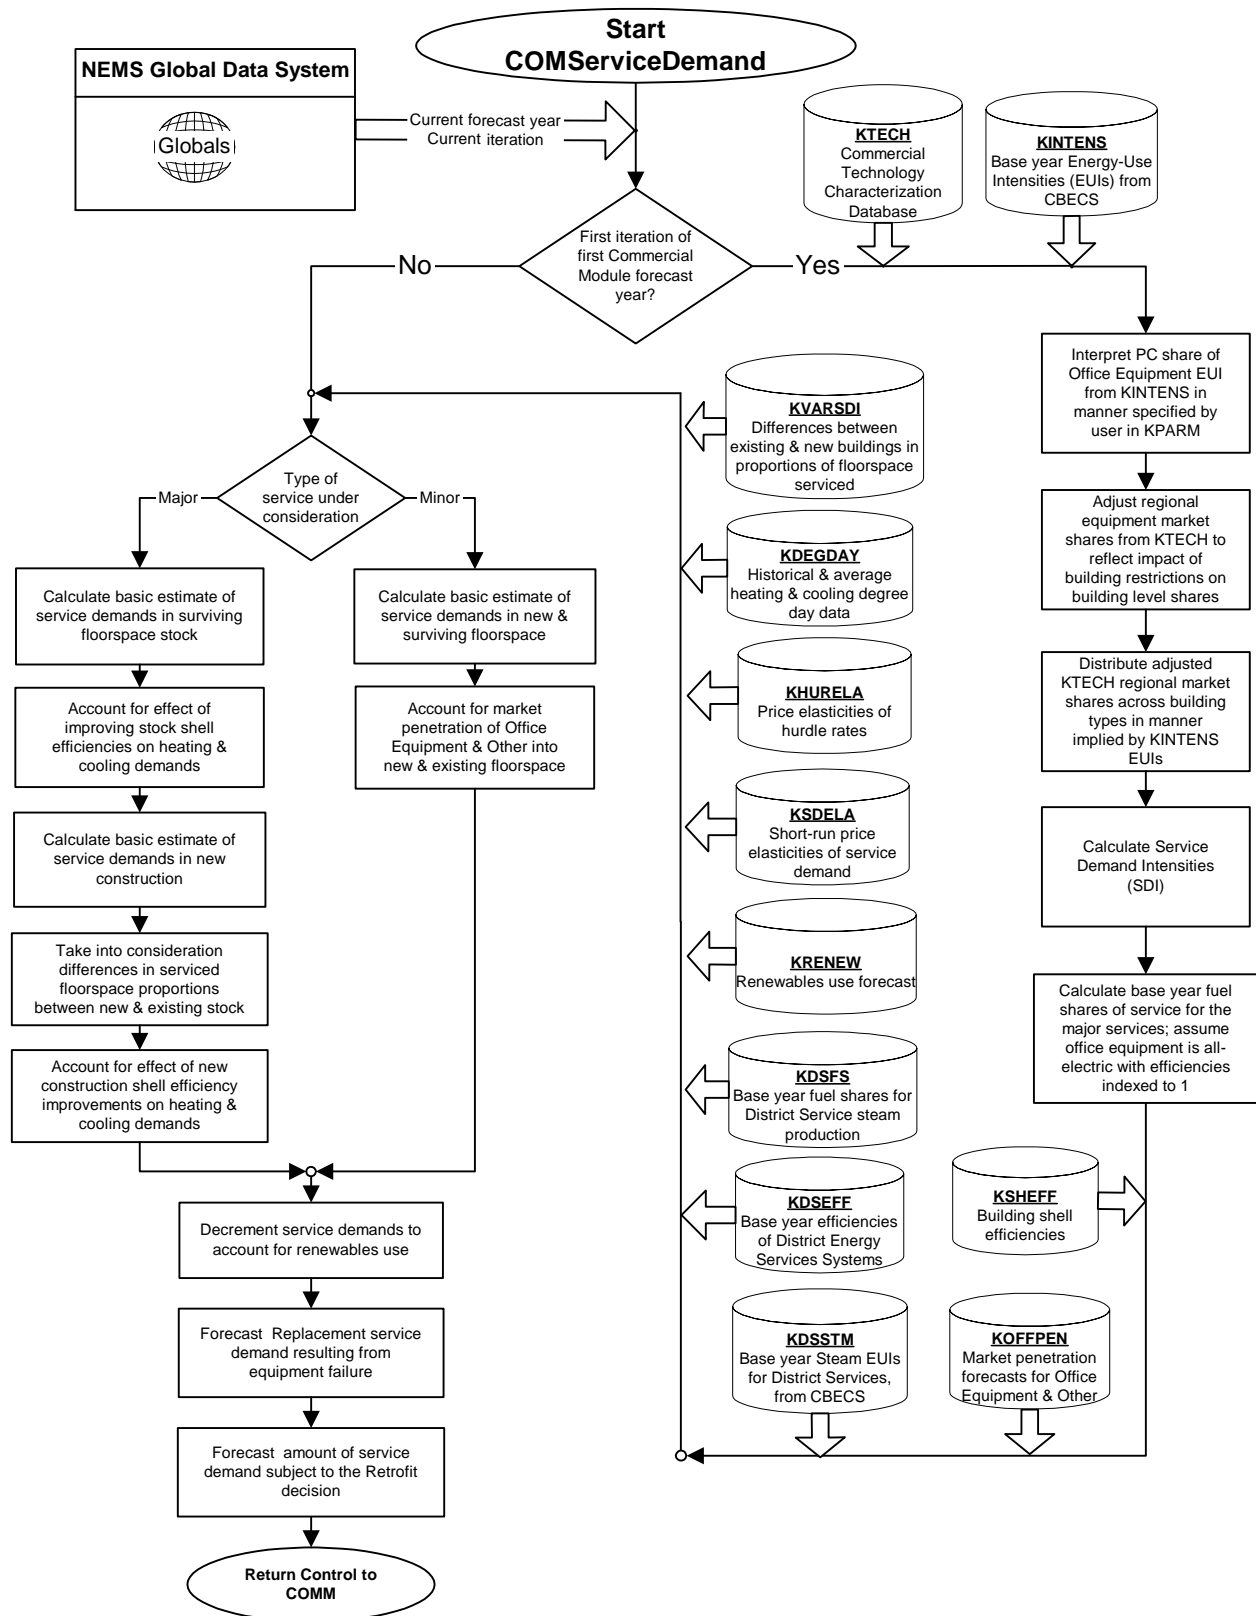 Start
COMServiceDemand
NEMS Global Data System
Globals
Current forecast year
Current iteration
KTECH
Commercial
Technology
Characterization
Database
KINTENS
Base year Energy-Use
Intensities (EUIs) from
CBECS
First iteration of
first Commercial
Module forecast
year?
No
Yes
Interpret PC share of
Office Equipment EUI
from KINTENS in
manner specified by
user in KPARM
Adjust regional
equipment market
shares from KTECH to
reflect impact of
building restrictions on
building level shares
Distribute adjusted
KTECH regional market
shares across building
types in manner
implied by KINTENS
EUIs
Calculate Service
Demand Intensities
(SDI)
Calculate base year fuel
shares of service for the
major services; assume
office equipment is all-
electric with efficiencies
indexed to 1
KSHEFF
Building shell
efficiencies
KOFFPEN
Market penetration
forecasts for Office
Equipment & Other
KVARSDI
Differences between
existing & new buildings in
proportions of floorspace
serviced
KDEGDAY
Historical & average
heating & cooling degree
day data
KHURELA
Price elasticities of
hurdle rates
KSDELA
Short-run price
elasticities of service
demand
KRENEW
Renewables use forecast
KDSFS
Base year fuel shares for
District Service steam
production
KDSEFF
Base year efficiencies
of District Energy
Services Systems
KDSSTM
Base year Steam EUIs
for District Services,
from CBECS
Type of
service under
consideration
Major
Minor
Calculate basic estimate of
service demands in surviving
floorspace stock
Account for effect of
improving stock shell
efficiencies on heating &
cooling demands
Calculate basic estimate of
service demands in new
construction
Take into consideration
differences in serviced
floorspace proportions
between new & existing stock
Account for effect of new
construction shell efficiency
improvements on heating &
cooling demands
Calculate basic estimate of
service demands in new &
surviving floorspace
Account for market
penetration of Office
Equipment & Other into
new & existing floorspace
Decrement service demands to
account for renewables use
Forecast Replacement service
demand resulting from
equipment failure
Forecast amount of service
demand subject to the Retrofit
decision
Return Control to
COMM